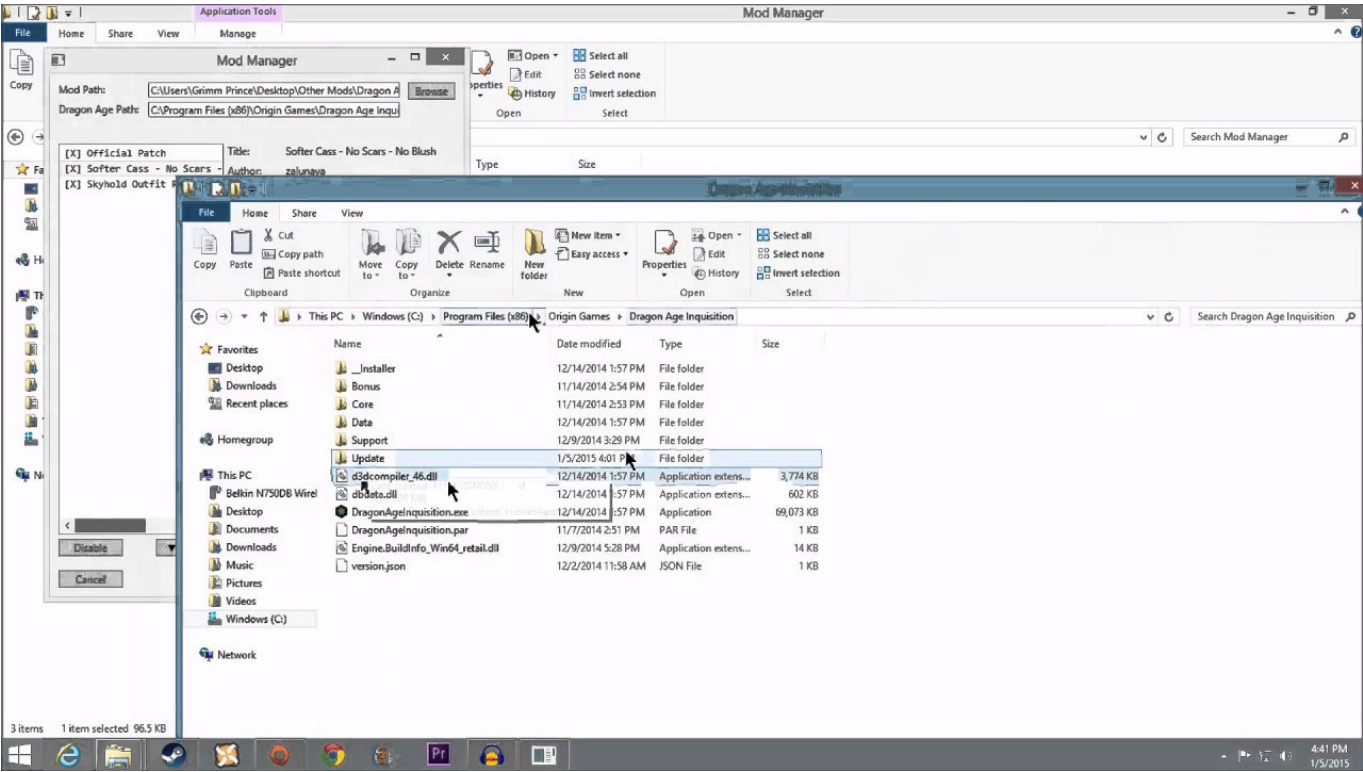 Application Tools
Mod Manager
File Home Share View Manage
Mod Manager
Copy
Mod Path: C:\Users\Grimm Prince\Desktop\Other Mods\Dragon A Browse
Dragon Age Path: C:\Program Files (x86)\Origin Games\Dragon Age Inqui
Open Select all
Edit Select none
History Invert selection
Open Select
Search Mod Manager
[X] Official Patch
Title: Softer Cass - No Scars - No Blush
Type Size
[X] Softer Cass - No Scars -
Author: zalunaya
[X] Skyhold Outfit
Dragon Age Inquisition
File Home Share View
Copy Paste
Cut
Copy path
Paste shortcut
Move to Copy to Delete Rename
New folder
New item
Easy access
Properties
Open
Edit
History
Select all
Select none
Invert selection
Clipboard Organize New Open Select
This PC Windows (C:) Program Files (x86) Origin Games Dragon Age Inquisition
Search Dragon Age Inquisition
Name Date modified Type Size
Favorites
Desktop
Downloads
Recent places
Homegroup
This PC
Belkin N750DB Wirel
Desktop
Documents
Downloads
Music
Pictures
Videos
Windows (C:)
Network
__Installer 12/14/2014 1:57 PM File folder
Bonus 11/14/2014 2:54 PM File folder
Core 11/14/2014 2:53 PM File folder
Data 12/14/2014 1:57 PM File folder
Support 12/9/2014 3:29 PM File folder
Update 1/5/2015 4:01 PM File folder
d3dcompiler_46.dll 12/14/2014 1:57 PM Application extens... 3,774 KB
dbdata.dll 12/14/2014 1:57 PM Application extens... 602 KB
DragonAgeInquisition.exe 12/14/2014 1:57 PM Application 69,073 KB
DragonAgeInquisition.par 11/7/2014 2:51 PM PAR File 1 KB
Engine.BuildInfo_Win64_retail.dll 12/9/2014 5:28 PM Application extens... 14 KB
version.json 12/2/2014 11:58 AM JSON File 1 KB
Disable
Cancel
3 items 1 item selected 96.5 KB
Pr
4:41 PM
1/5/2015